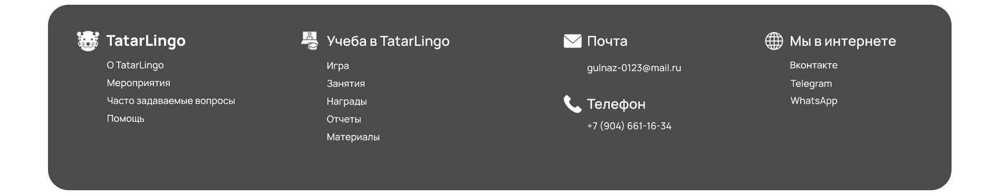 TatarLingo
О TatarLingo
Мероприятия
Часто задаваемые вопросы
Помощь
Учеба в TatarLingo
Игра
Занятия
Награды
Отчеты
Материалы
Почта
gulnaz-0123@mail.ru
Телефон
+7 (904) 661-16-34
Мы в интернете
Вконтакте
Telegram
WhatsApp